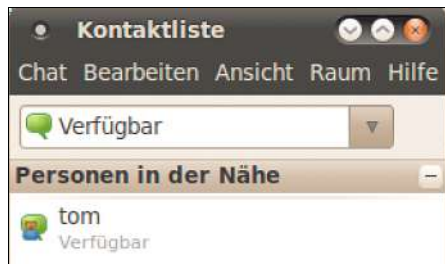 Kontaktliste
Chat Bearbeiten Ansicht Raum Hilfe
Verfügbar
Personen in der Nähe
tom
Verfügbar